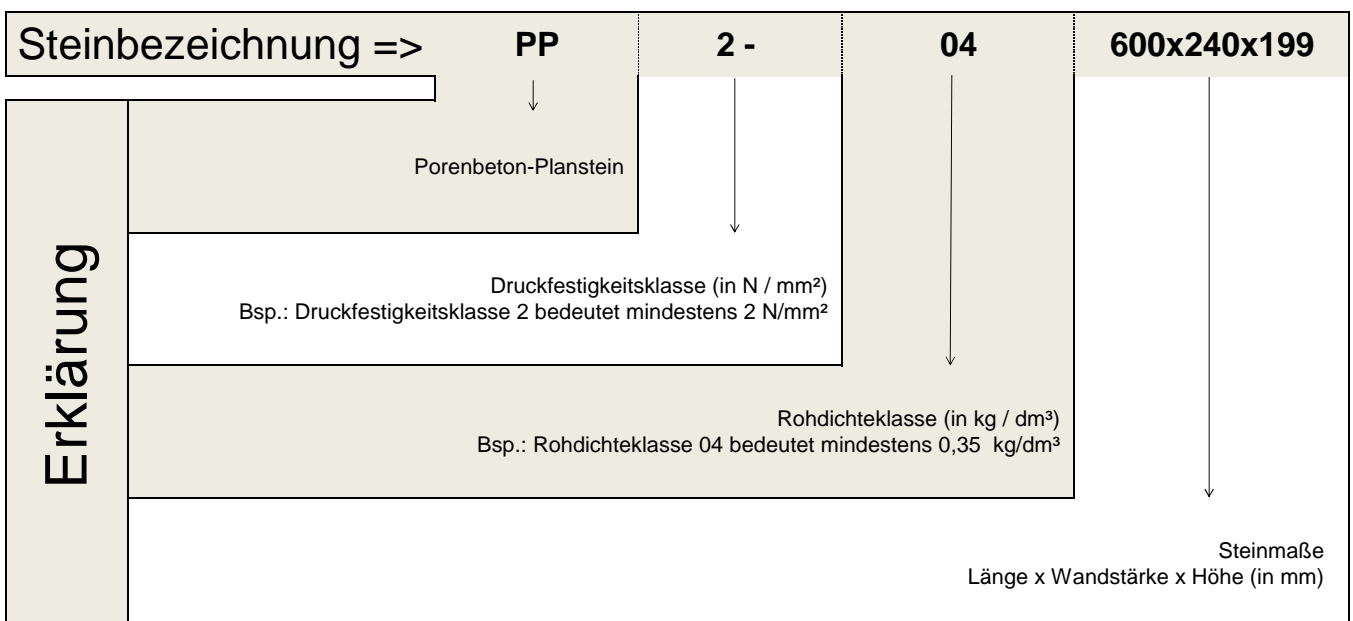 Steinbezeichnung => PP 2 - 04 600x240x199
Erklärung
Porenbeton-Planstein
Druckfestigkeitsklasse (in N / mm²)
Bsp.: Druckfestigkeitsklasse 2 bedeutet mindestens 2 N/mm²
Rohdichteklasse (in kg / dm³)
Bsp.: Rohdichteklasse 04 bedeutet mindestens 0,35 kg/dm³
Steinmaße
Länge x Wandstärke x Höhe (in mm)